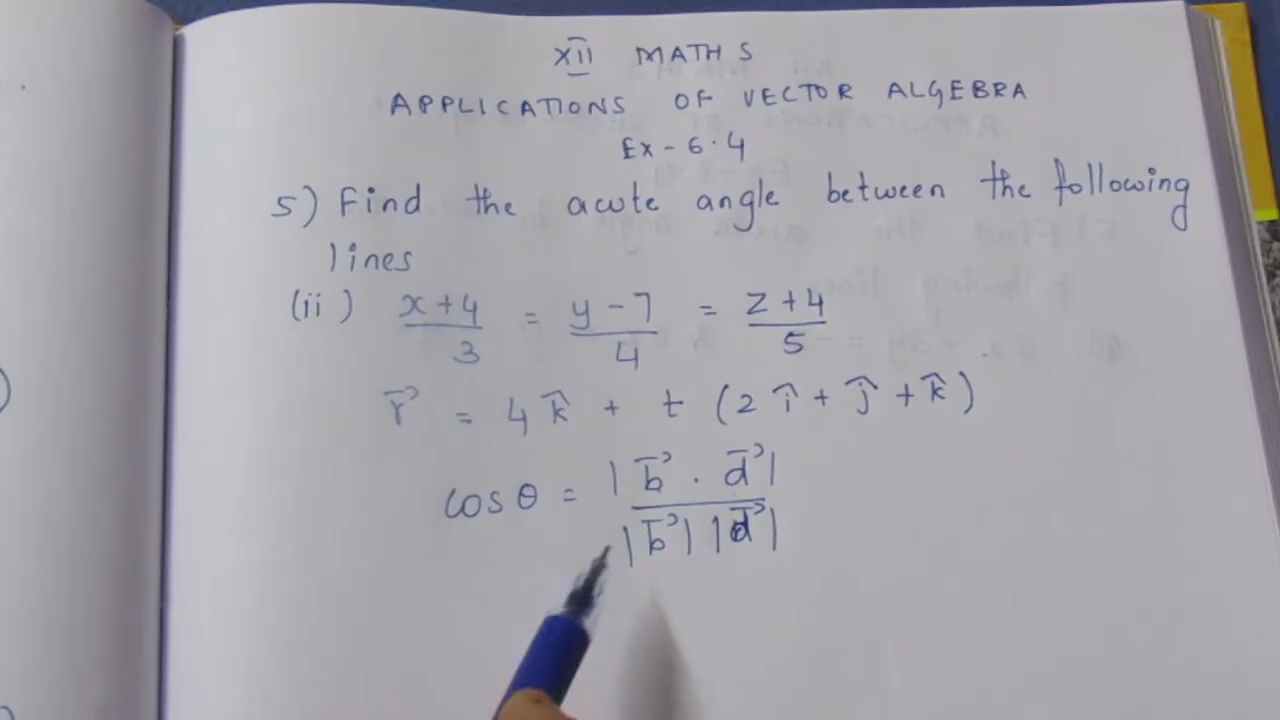 XII MATHS
APPLICATIONS OF VECTOR ALGEBRA
Ex - 6.4
5) Find the acute angle between the following
lines
(ii) x+4/3 = y-7/4 = z+4/5
r⃗ = 4k̂ + t (2î + ĵ + k̂)
cos θ = |b⃗ . d⃗| / |b⃗| |d⃗|